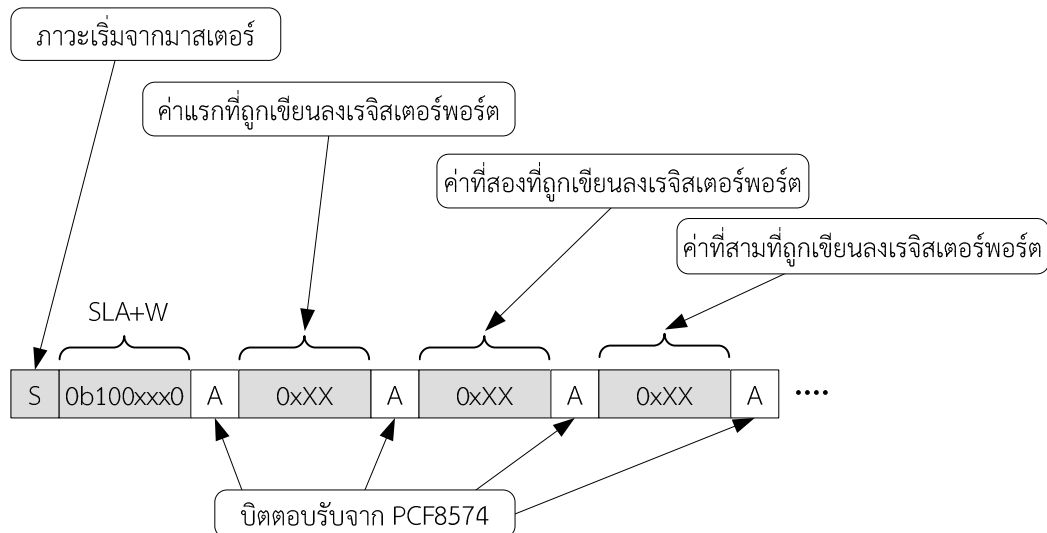 ภาวะเริ่มจากมาสเตอร์
ค่าแรกที่ถูกเขียนลงเรจิสเตอร์พอร์ต
ค่าที่สองที่ถูกเขียนลงเรจิสเตอร์พอร์ต
ค่าที่สามที่ถูกเขียนลงเรจิสเตอร์พอร์ต
SLA+W
S 0b100xxx0 A 0xXX A 0xXX A 0xXX A ....
บิตตอบรับจาก PCF8574